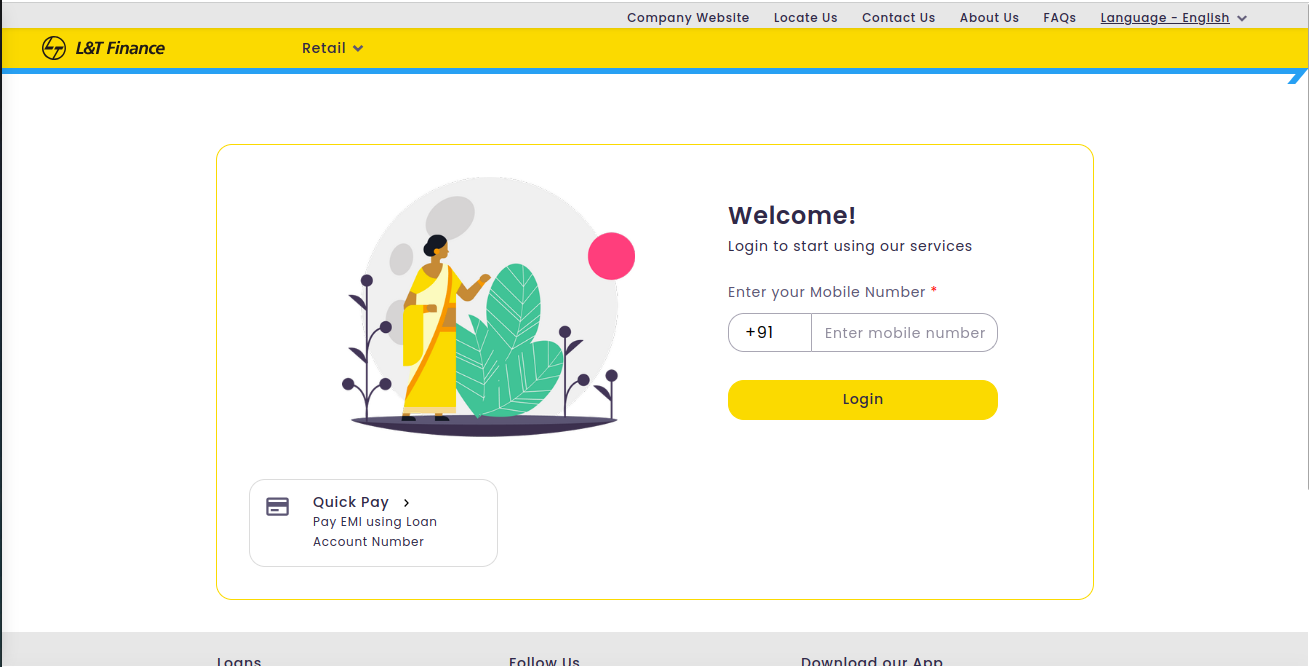 Company Website Locate Us Contact Us About Us FAQs Language - English
L&T Finance Retail
Welcome!
Login to start using our services
Enter your Mobile Number *
+91 Enter mobile number
Login
Quick Pay
Pay EMI using Loan
Account Number
Loans Follow Us Download our App